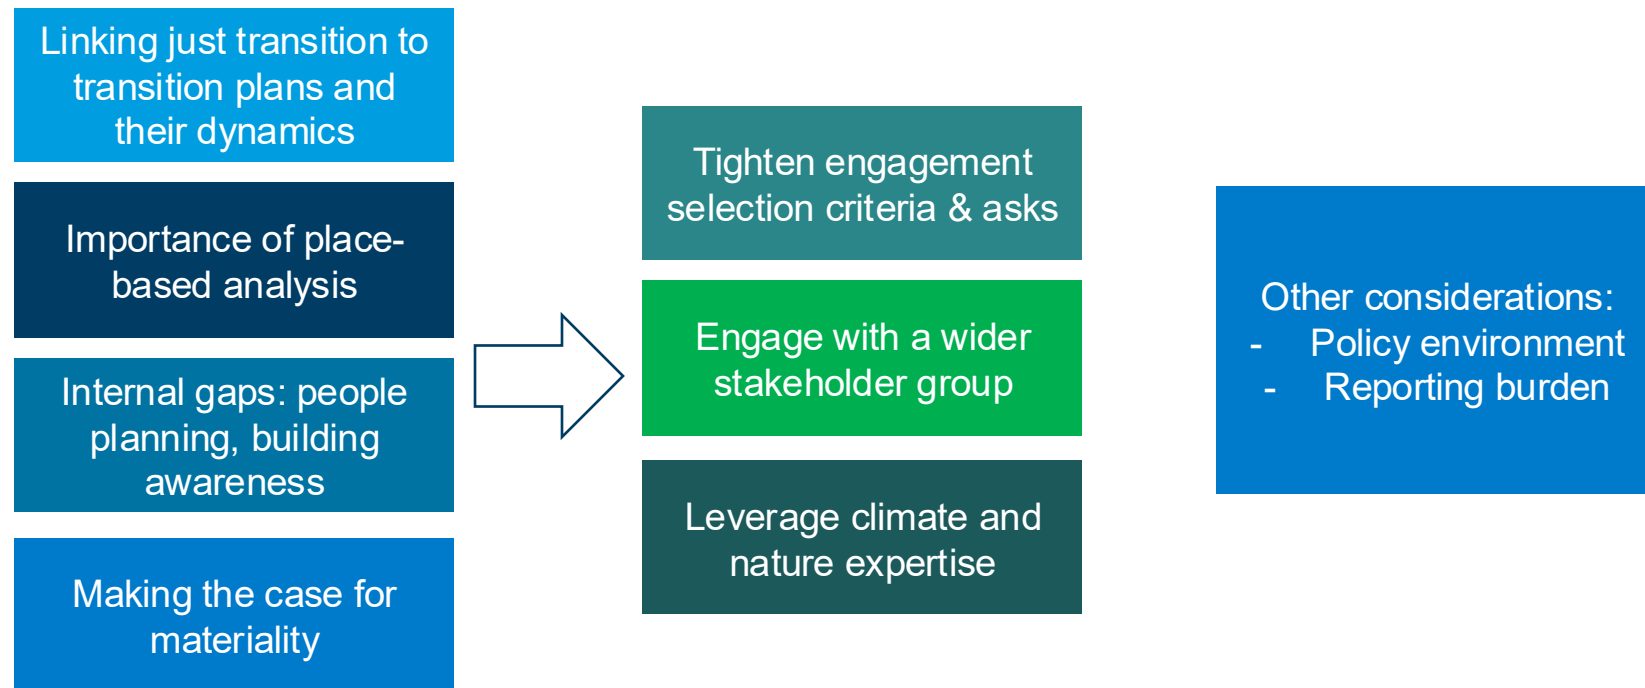 Linking just transition to
transition plans and
their dynamics
Importance of place-
based analysis
Internal gaps: people
planning, building
awareness
Making the case for
materiality
Tighten engagement
selection criteria & asks
Engage with a wider
stakeholder group
Leverage climate and
nature expertise
Other considerations:
- Policy environment
- Reporting burden